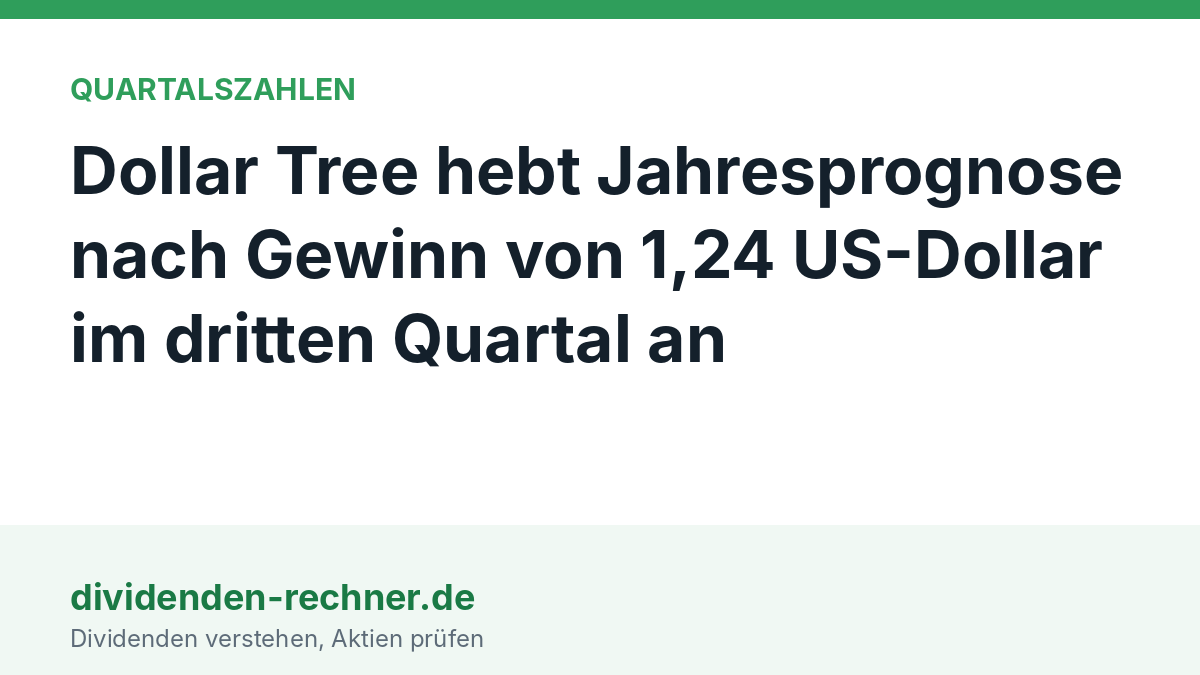 QUARTALSZAHLEN
Dollar Tree hebt Jahresprognose
nach Gewinn von 1,24 US-Dollar
im dritten Quartal an
dividenden-rechner.de
Dividenden verstehen, Aktien prüfen